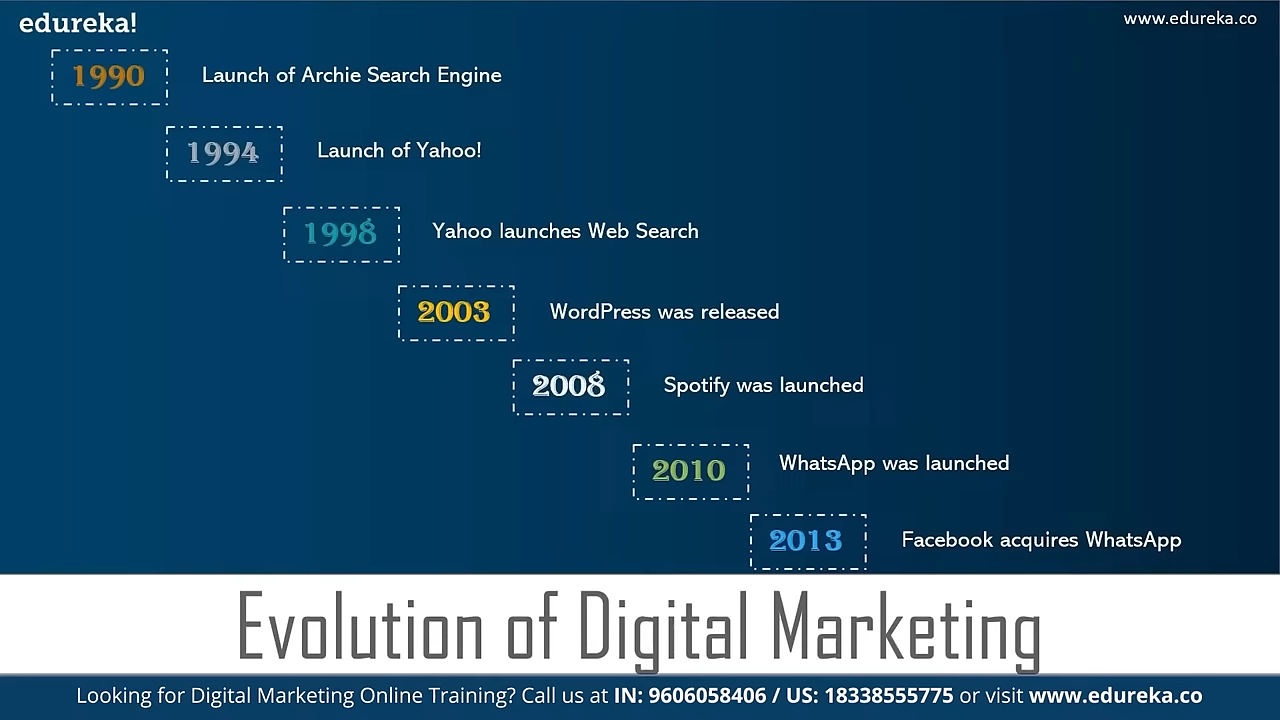 edureka!
www.edureka.co
1990 Launch of Archie Search Engine
1994 Launch of Yahoo!
1998 Yahoo launches Web Search
2003 WordPress was released
2008 Spotify was launched
2010 WhatsApp was launched
2013 Facebook acquires WhatsApp
Evolution of Digital Marketing
Looking for Digital Marketing Online Training? Call us at IN: 9606058406 / US: 18338555775 or visit www.edureka.co